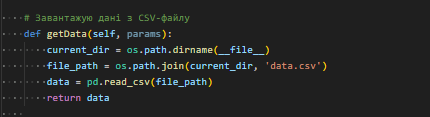 # Завантажую дані з CSV-файлу
def getData(self, params):
current_dir = os.path.dirname(__file__)
file_path = os.path.join(current_dir, 'data.csv')
data = pd.read_csv(file_path)
return data